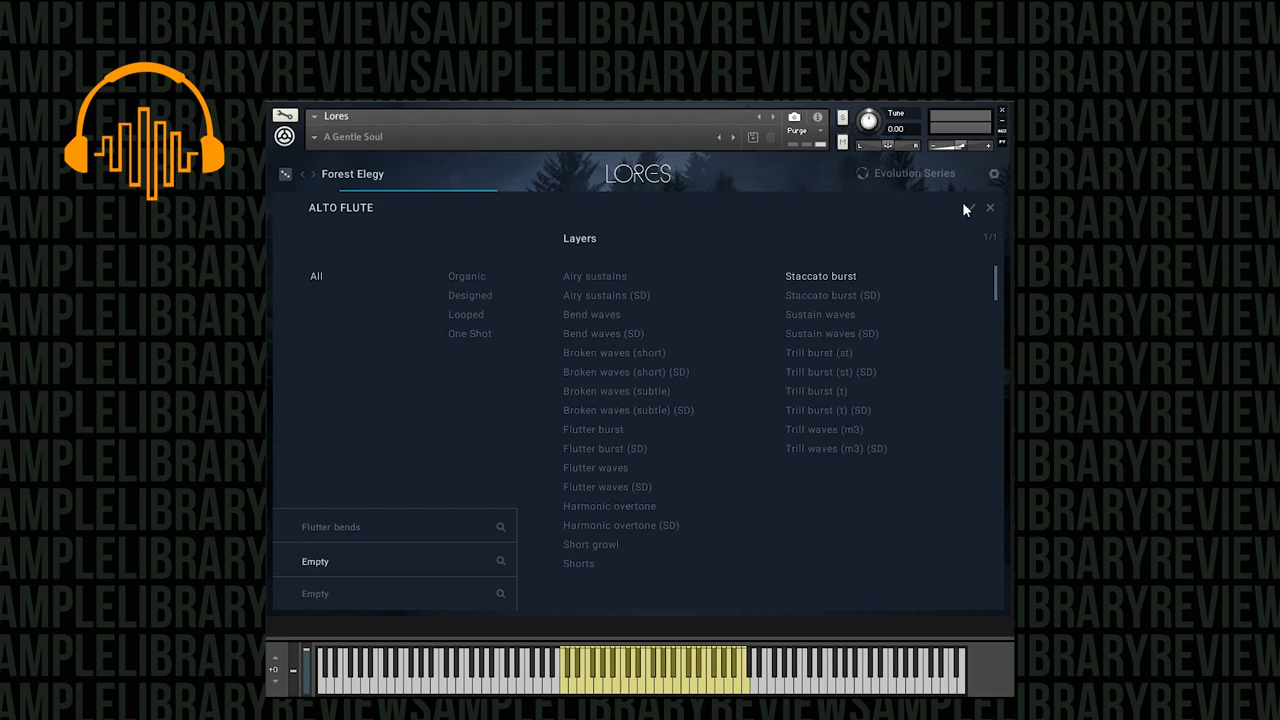 SAMPLELIBRARYREVIEW
Lores
A Gentle Soul
Purge
S
M
Tune
0.00
L
R
AUX
PV
Forest Elegy
LORES
Evolution Series
ALTO FLUTE
Layers
1/1
All
Organic
Designed
Looped
One Shot
Airy sustains
Airy sustains (SD)
Bend waves
Bend waves (SD)
Broken waves (short)
Broken waves (short) (SD)
Broken waves (subtle)
Broken waves (subtle) (SD)
Flutter burst
Flutter burst (SD)
Flutter waves
Flutter waves (SD)
Harmonic overtone
Harmonic overtone (SD)
Short growl
Shorts
Staccato burst
Staccato burst (SD)
Sustain waves
Sustain waves (SD)
Trill burst (st)
Trill burst (st) (SD)
Trill burst (t)
Trill burst (t) (SD)
Trill waves (m3)
Trill waves (m3) (SD)
Flutter bends
Empty
Empty
+0